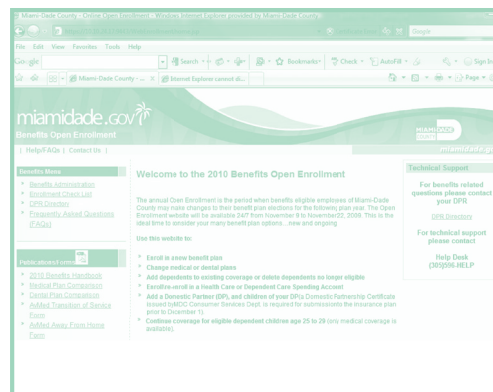 Miami-Dade County - Online Open Enrollment - Windows Internet Explorer provided by Miami-Dade County
File Edit View Favorites Tools Help
Google
Search
Bookmarks
Check
AutoFill
Sign In
Miami-Dade County - ...
Internet Explorer cannot di...
Page
miamidade.gov
Benefits Open Enrollment
MIAMIDADE
COUNTY
| Help/FAQs | Contact Us |
miamidade.go
Benefits Menu
Benefits Administration
Enrollment Check List
DPR Directory
Frequently Asked Questions
(FAQs)
Publications/Forms
2010 Benefits Handbook
Medical Plan Comparison
Dental Plan Comparison
AvMed Transition of Service
Form
AvMed Away From Home
Form
Welcome to the 2010 Benefits Open Enrollment
The annual Open Enrollment is the period when benefits eligible employees of Miami-Dade
County may make changes to their benefit plan elections for the following plan year. The Open
Enrollment website will be available 24/7 from November 9 to November 22, 2009. This is the
ideal time to consider your many benefit plan options. ..new and ongoing
Use this website to:
Enroll a new benefit plan
Change medical or dental plans
Add dependents to existing coverage or delete dependents no longer eligible
Enroll/re-enroll in a Health Care or Dependent Care Spending Account
Add a Domestic Partner (DP), and children of your DP(a Domestic Partnership Certificate
issued by MDC Consumer Services Dept. is required for submissions the insurance plan
prior to December 1).
Continue coverage for eligible dependent children age 25 to 29 (only medical coverage is
available).
Technical Support
For benefits related
questions please contact
your DPR
DPR Directory
For technical support
please contact
Help Desk
(305)596-HELP